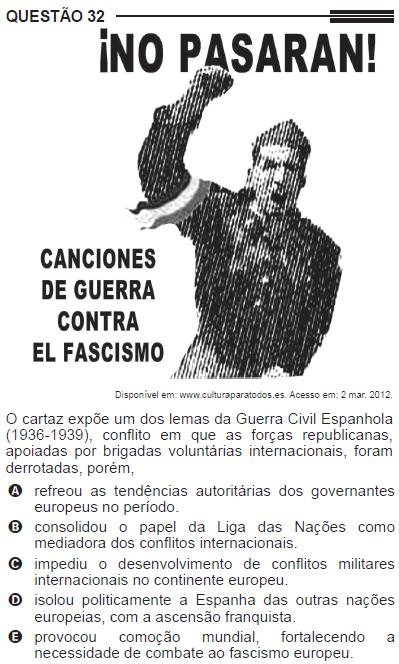 QUESTÃO 32
¡NO PASARAN!
CANCIONES
DE GUERRA
CONTRA
EL FASCISMO
Disponível em: www.culturaparatodos.es. Acesso em: 2 mar. 2012.
O cartaz expõe um dos lemas da Guerra Civil Espanhola
(1936-1939), conflito em que as forças republicanas,
apoiadas por brigadas voluntárias internacionais, foram
derrotadas, porém,
A refreou as tendências autoritárias dos governantes
europeus no período.
B consolidou o papel da Liga das Nações como
mediadora dos conflitos internacionais.
C impediu o desenvolvimento de conflitos militares
internacionais no continente europeu.
D isolou politicamente a Espanha das outras nações
europeias, com a ascensão franquista.
E provocou comoção mundial, fortalecendo a
necessidade de combate ao fascismo europeu.